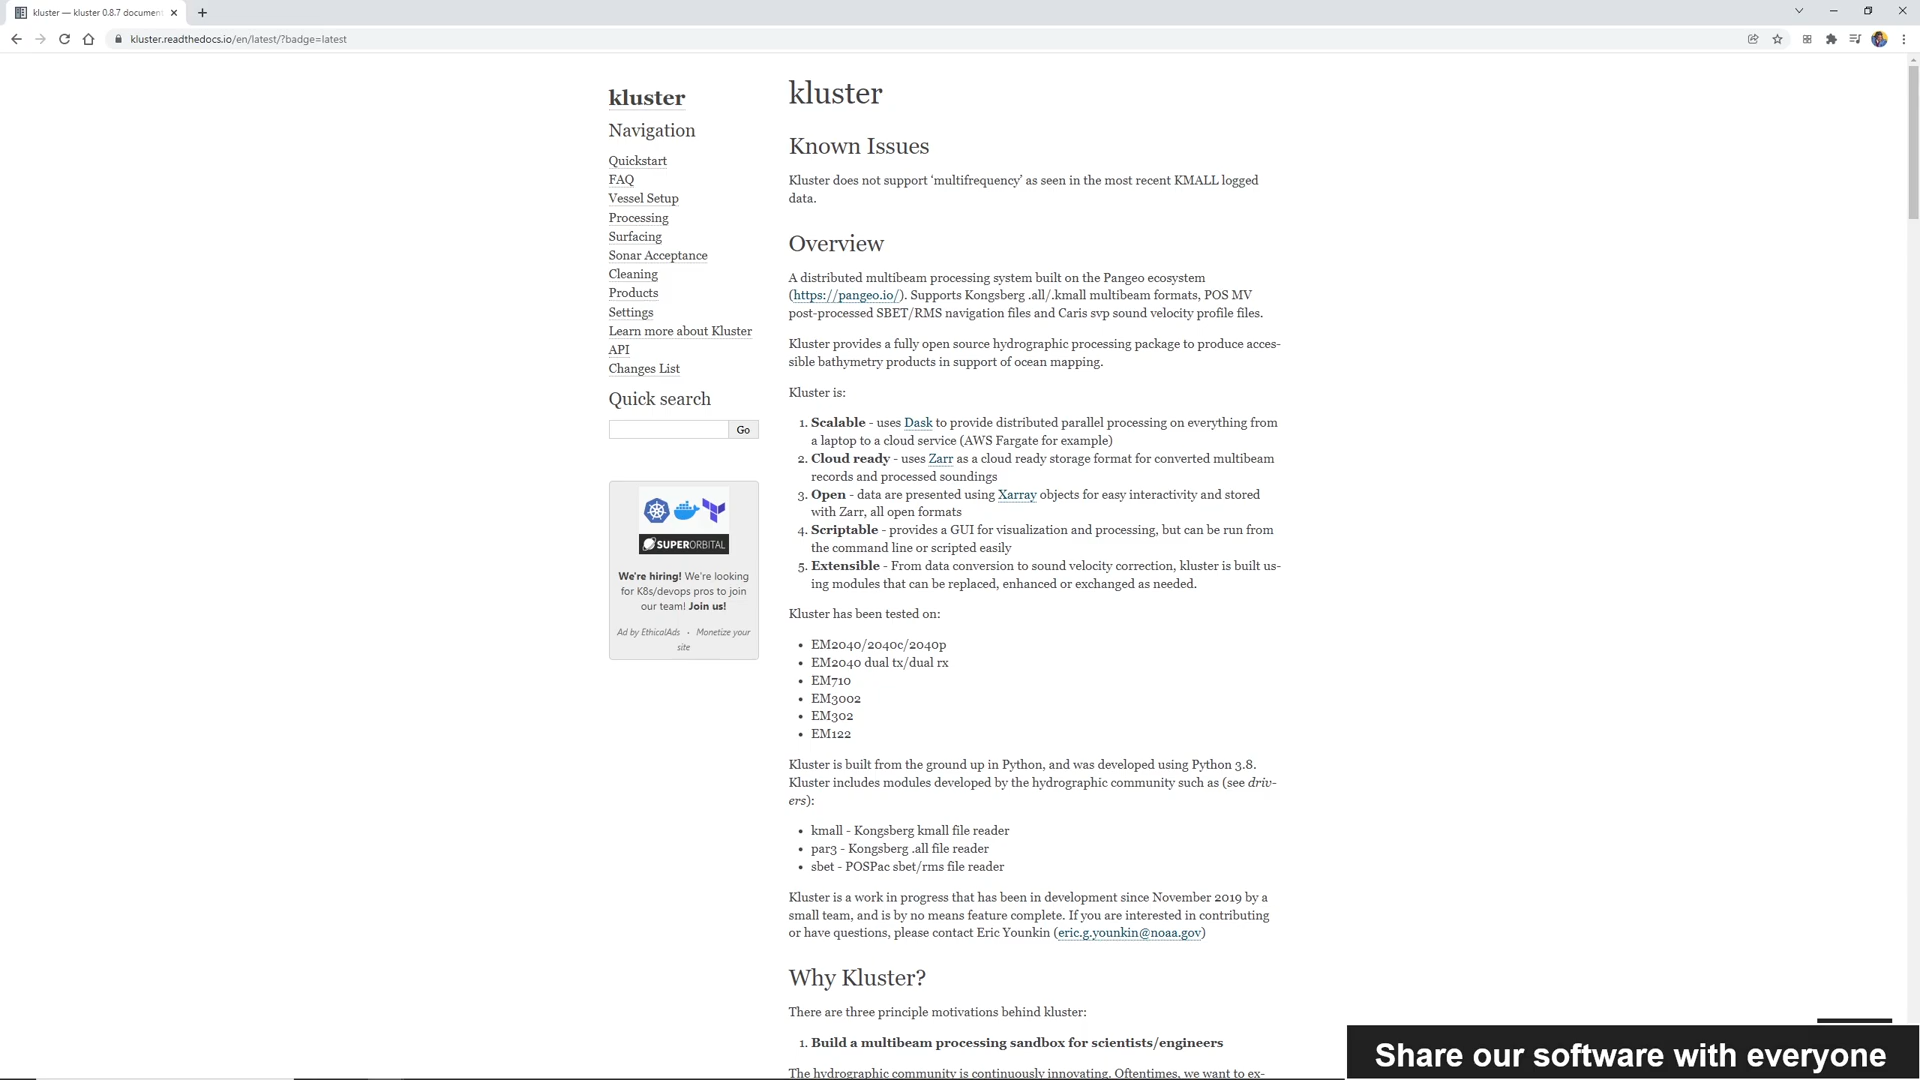 kluster — kluster 0.8.7 document
kluster.readthedocs.io/en/latest/?badge=latest
kluster
Navigation
Quickstart
FAQ
Vessel Setup
Processing
Surfacing
Sonar Acceptance
Cleaning
Products
Settings
Learn more about Kluster
API
Changes List
Quick search
Go
SUPERORBITAL
We're hiring! We're looking
for K8s/devops pros to join
our team! Join us!
Ad by EthicalAds · Monetize your
site
kluster
Known Issues
Kluster does not support ‘multifrequency’ as seen in the most recent KMALL logged
data.
Overview
A distributed multibeam processing system built on the Pangeo ecosystem
(https://pangeo.io/). Supports Kongsberg .all/.kmall multibeam formats, POS MV
post-processed SBET/RMS navigation files and Caris svp sound velocity profile files.
Kluster provides a fully open source hydrographic processing package to produce acces-
sible bathymetry products in support of ocean mapping.
Kluster is:
1. Scalable - uses Dask to provide distributed parallel processing on everything from
a laptop to a cloud service (AWS Fargate for example)
2. Cloud ready - uses Zarr as a cloud ready storage format for converted multibeam
records and processed soundings
3. Open - data are presented using Xarray objects for easy interactivity and stored
with Zarr, all open formats
4. Scriptable - provides a GUI for visualization and processing, but can be run from
the command line or scripted easily
5. Extensible - From data conversion to sound velocity correction, kluster is built us-
ing modules that can be replaced, enhanced or exchanged as needed.
Kluster has been tested on:
• EM2040/2040c/2040p
• EM2040 dual tx/dual rx
• EM710
• EM3002
• EM302
• EM122
Kluster is built from the ground up in Python, and was developed using Python 3.8.
Kluster includes modules developed by the hydrographic community such as (see driv-
ers):
• kmall - Kongsberg kmall file reader
• par3 - Kongsberg .all file reader
• sbet - POSPac sbet/rms file reader
Kluster is a work in progress that has been in development since November 2019 by a
small team, and is by no means feature complete. If you are interested in contributing
or have questions, please contact Eric Younkin (eric.g.younkin@noaa.gov)
Why Kluster?
There are three principle motivations behind kluster:
1. Build a multibeam processing sandbox for scientists/engineers
The hydrographic community is continuously innovating. Oftentimes, we want to ex-
Share our software with everyone